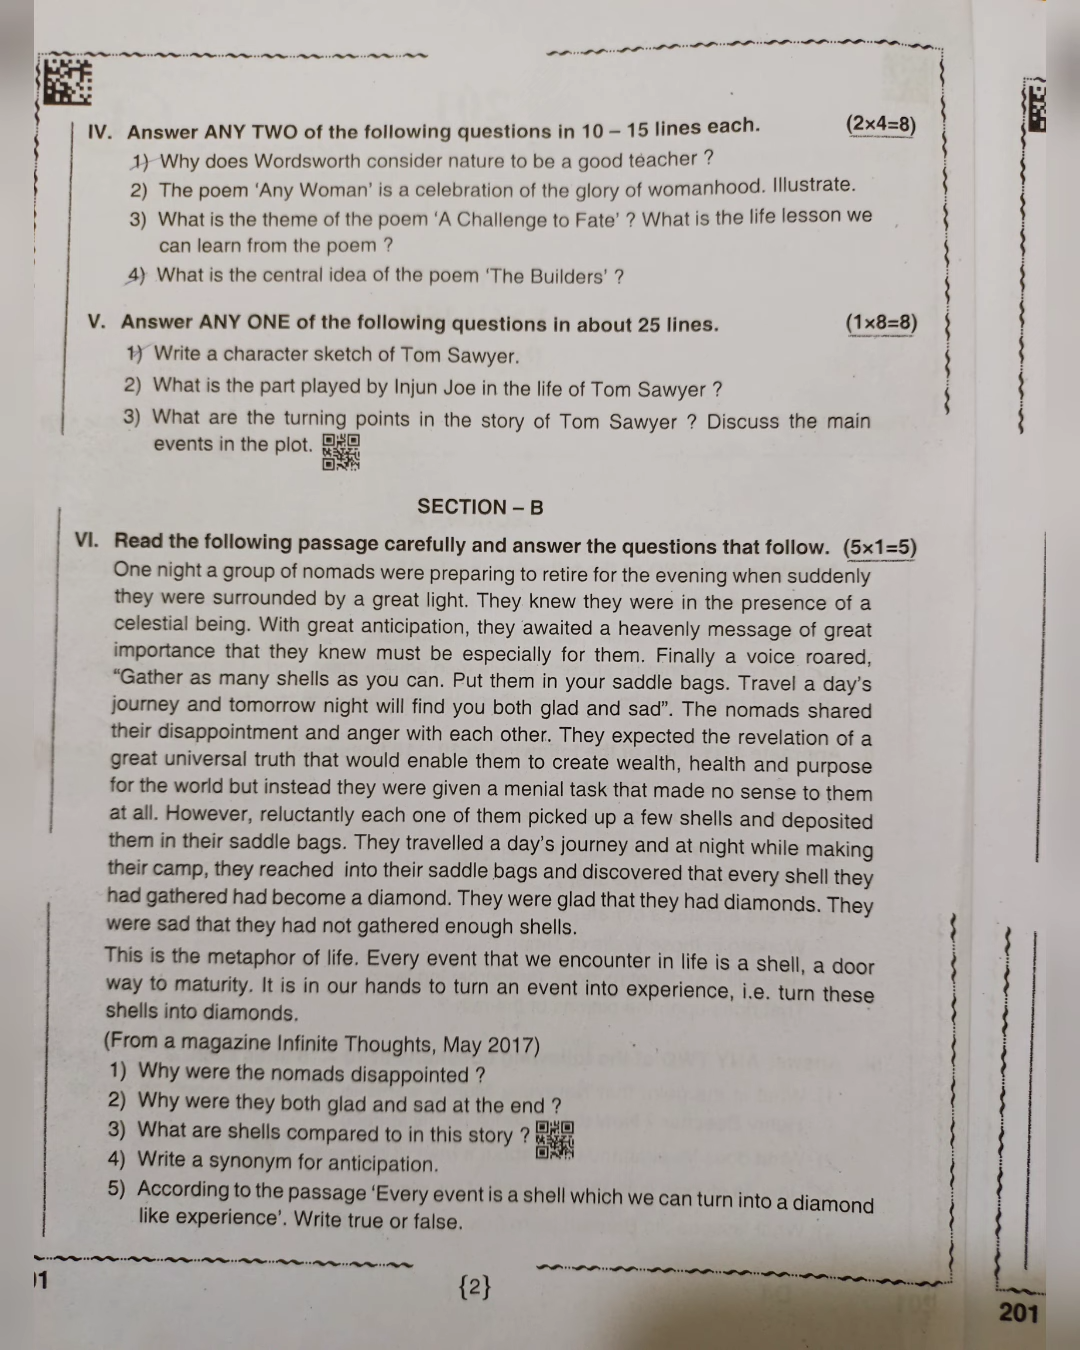 IV. Answer ANY TWO of the following questions in 10 – 15 lines each. (2x4=8)
1) Why does Wordsworth consider nature to be a good teacher ?
2) The poem ‘Any Woman’ is a celebration of the glory of womanhood. Illustrate.
3) What is the theme of the poem ‘A Challenge to Fate’ ? What is the life lesson we
can learn from the poem ?
4) What is the central idea of the poem ‘The Builders’ ?
V. Answer ANY ONE of the following questions in about 25 lines. (1x8=8)
1) Write a character sketch of Tom Sawyer.
2) What is the part played by Injun Joe in the life of Tom Sawyer ?
3) What are the turning points in the story of Tom Sawyer ? Discuss the main
events in the plot.
SECTION – B
VI. Read the following passage carefully and answer the questions that follow. (5x1=5)
One night a group of nomads were preparing to retire for the evening when suddenly
they were surrounded by a great light. They knew they were in the presence of a
celestial being. With great anticipation, they awaited a heavenly message of great
importance that they knew must be especially for them. Finally a voice roared,
“Gather as many shells as you can. Put them in your saddle bags. Travel a day’s
journey and tomorrow night will find you both glad and sad”. The nomads shared
their disappointment and anger with each other. They expected the revelation of a
great universal truth that would enable them to create wealth, health and purpose
for the world but instead they were given a menial task that made no sense to them
at all. However, reluctantly each one of them picked up a few shells and deposited
them in their saddle bags. They travelled a day’s journey and at night while making
their camp, they reached into their saddle bags and discovered that every shell they
had gathered had become a diamond. They were glad that they had diamonds. They
were sad that they had not gathered enough shells.
This is the metaphor of life. Every event that we encounter in life is a shell, a door
way to maturity. It is in our hands to turn an event into experience, i.e. turn these
shells into diamonds.
(From a magazine Infinite Thoughts, May 2017)
1) Why were the nomads disappointed ?
2) Why were they both glad and sad at the end ?
3) What are shells compared to in this story ?
4) Write a synonym for anticipation.
5) According to the passage ‘Every event is a shell which we can turn into a diamond
like experience’. Write true or false.
{2}
201